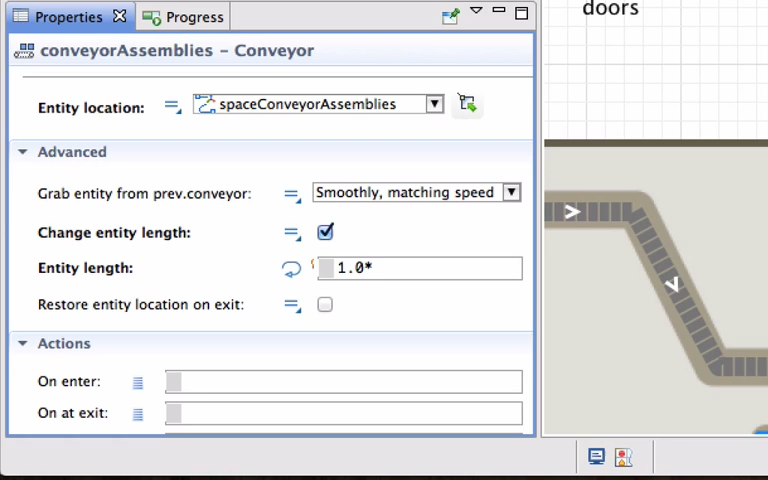 Properties Progress
doors
conveyorAssemblies - Conveyor
Entity location: spaceConveyorAssemblies
Advanced
Grab entity from prev.conveyor: Smoothly, matching speed
Change entity length:
Entity length: 1.0*
Restore entity location on exit:
Actions
On enter:
On at exit: